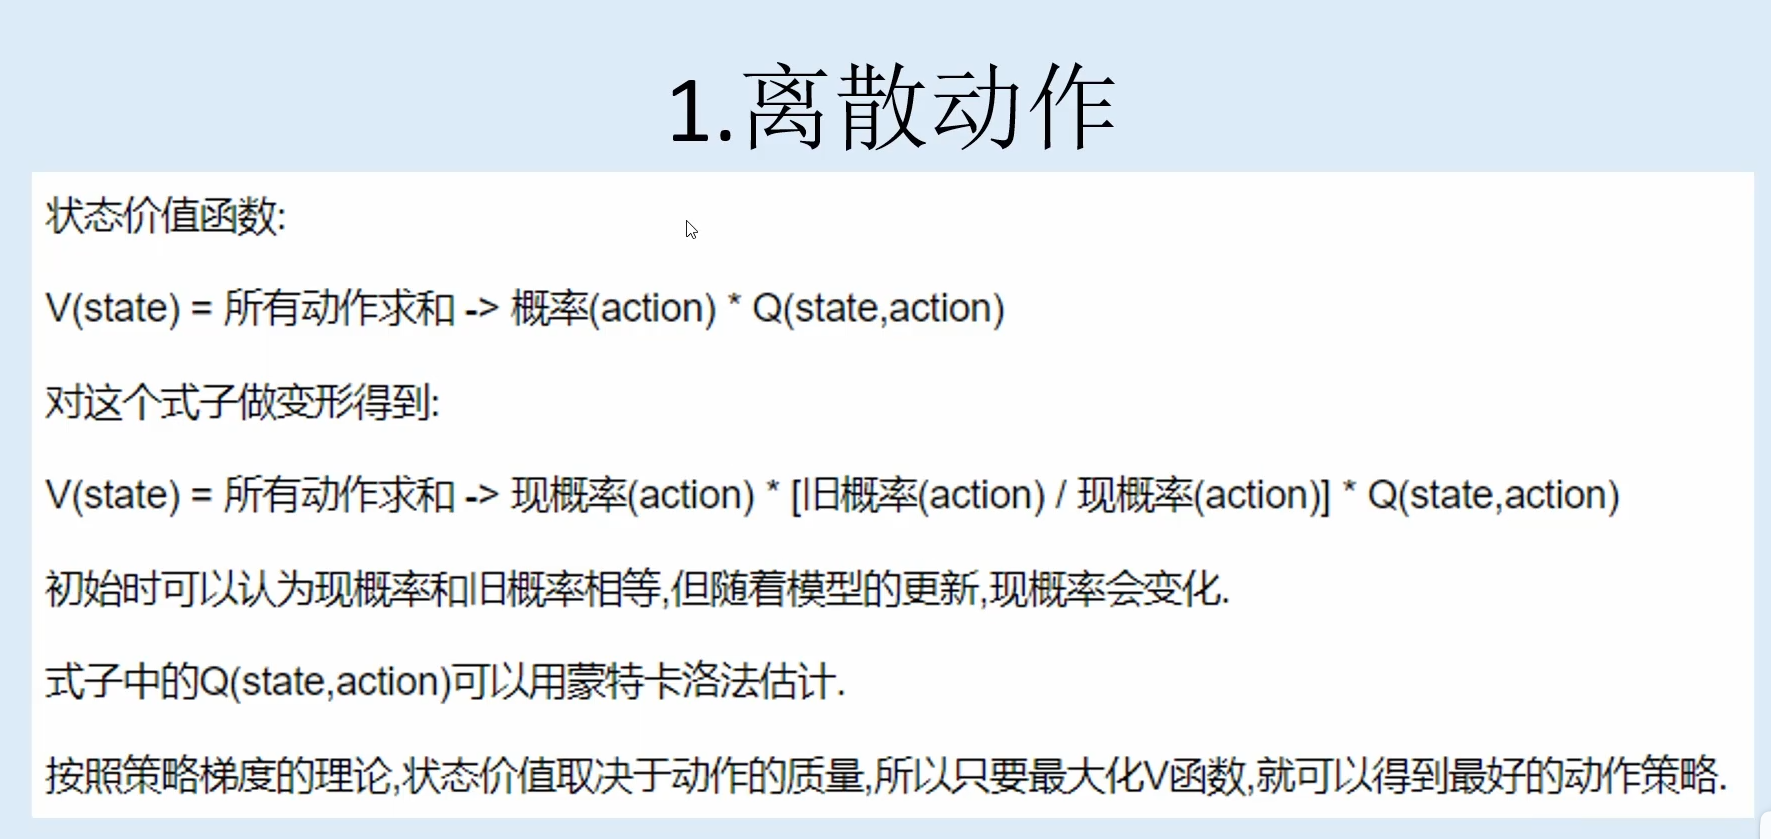 1.离散动作
状态价值函数:
V(state) = 所有动作求和 -> 概率(action) * Q(state,action)
对这个式子做变形得到:
V(state) = 所有动作求和 -> 现概率(action) * [旧概率(action) / 现概率(action)] * Q(state,action)
初始时可以认为现概率和旧概率相等,但随着模型的更新,现概率会变化.
式子中的Q(state,action)可以用蒙特卡洛法估计.
按照策略梯度的理论,状态价值取决于动作的质量,所以只要最大化V函数,就可以得到最好的动作策略.